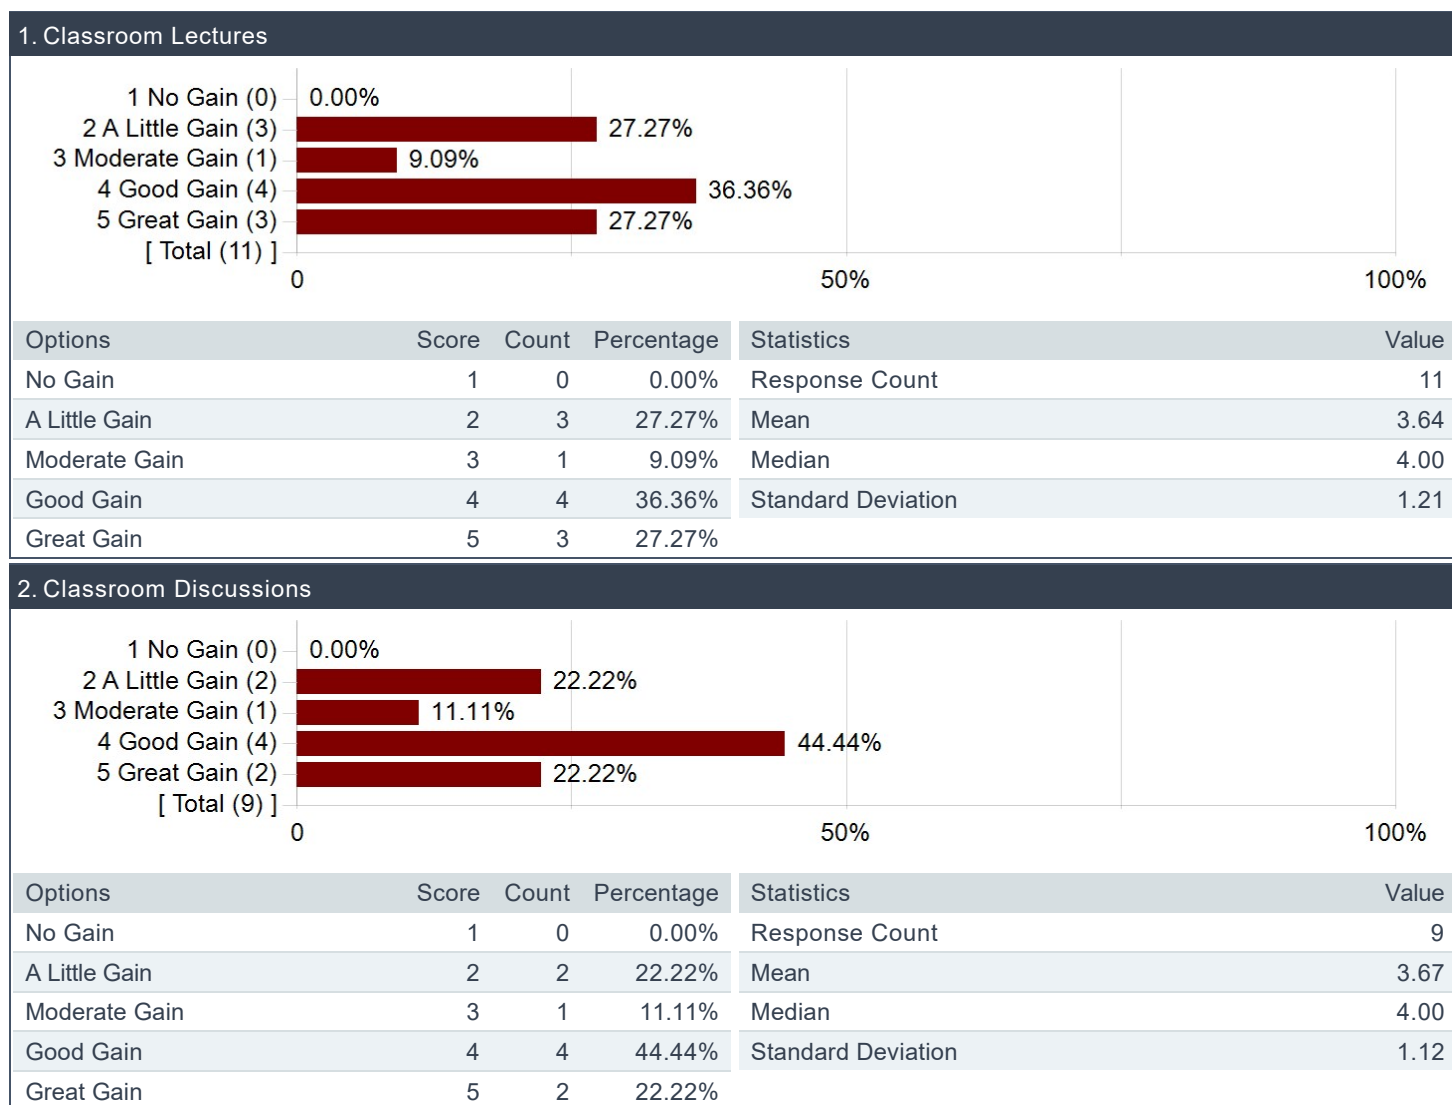 1. Classroom Lectures
1 No Gain (0) 0.00%
2 A Little Gain (3) 27.27%
3 Moderate Gain (1) 9.09%
4 Good Gain (4) 36.36%
5 Great Gain (3) 27.27%
[ Total (11) ]
0 50% 100%
Options Score Count Percentage Statistics Value
No Gain 1 0 0.00% Response Count 11
A Little Gain 2 3 27.27% Mean 3.64
Moderate Gain 3 1 9.09% Median 4.00
Good Gain 4 4 36.36% Standard Deviation 1.21
Great Gain 5 3 27.27%
2. Classroom Discussions
1 No Gain (0) 0.00%
2 A Little Gain (2) 22.22%
3 Moderate Gain (1) 11.11%
4 Good Gain (4) 44.44%
5 Great Gain (2) 22.22%
[ Total (9) ]
0 50% 100%
Options Score Count Percentage Statistics Value
No Gain 1 0 0.00% Response Count 9
A Little Gain 2 2 22.22% Mean 3.67
Moderate Gain 3 1 11.11% Median 4.00
Good Gain 4 4 44.44% Standard Deviation 1.12
Great Gain 5 2 22.22%